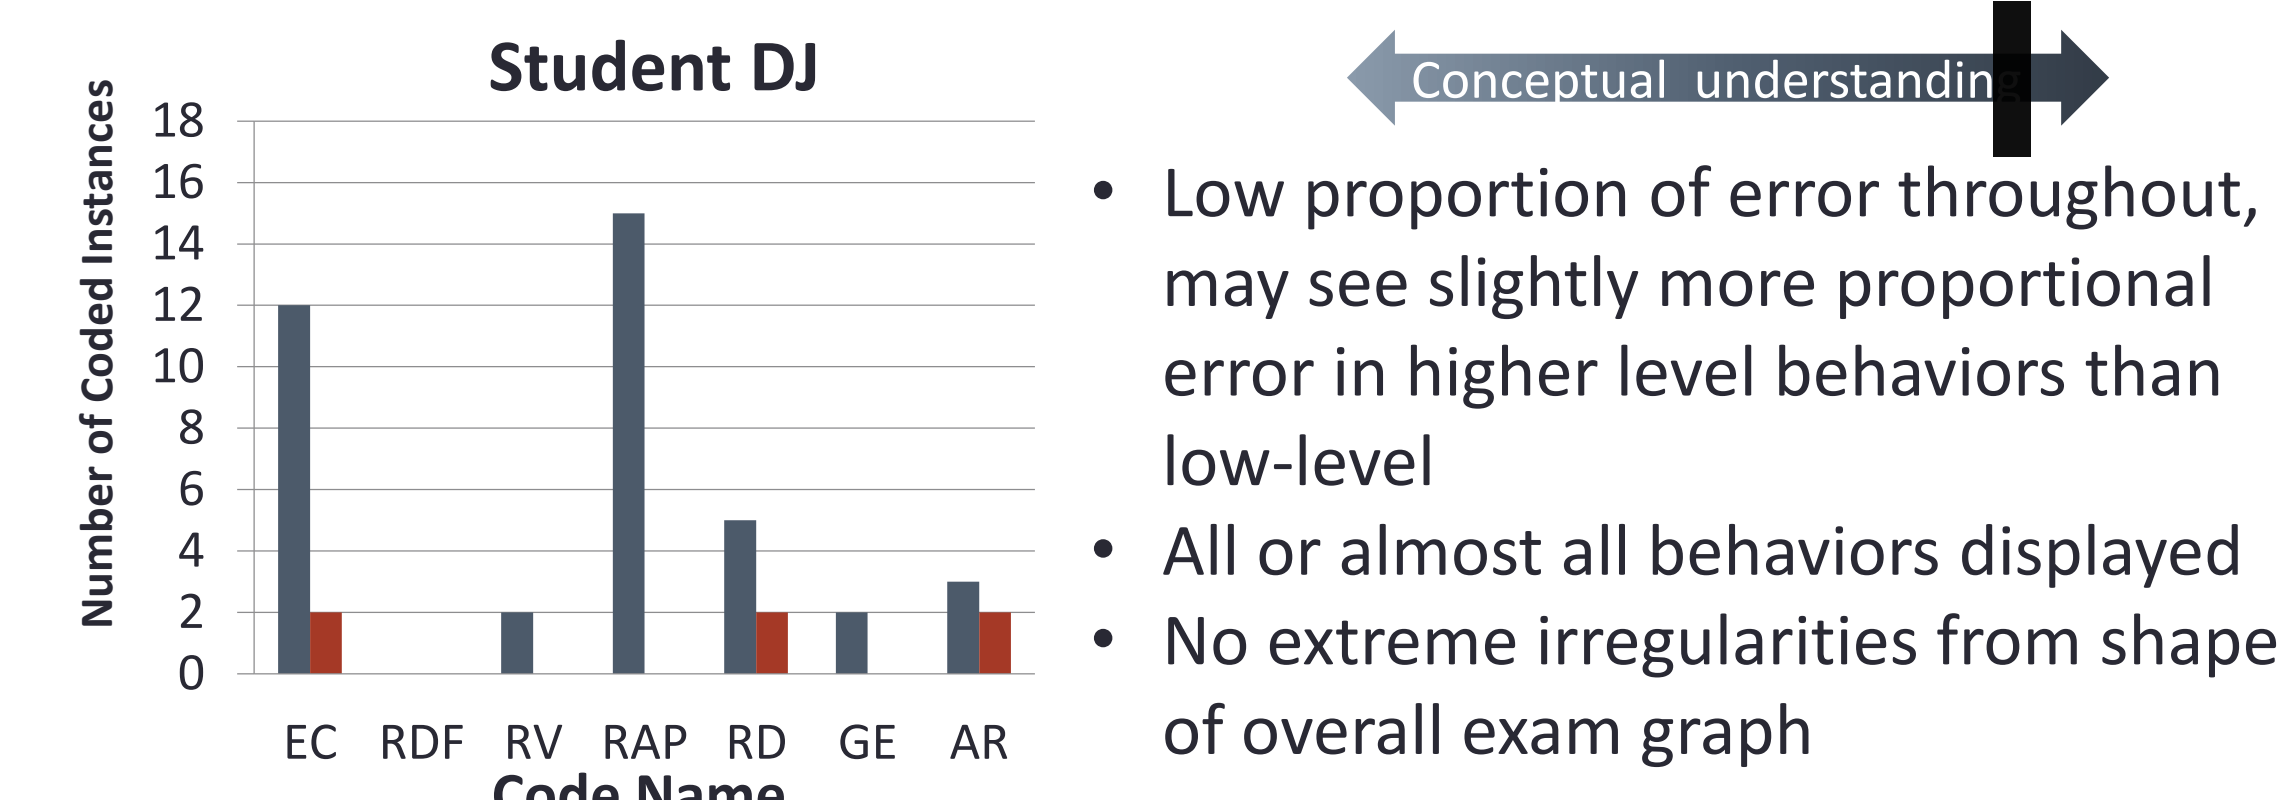 Student DJ
Number of Coded Instances
18
16
14
12
10
8
6
4
2
0
EC RDF RV RAP RD GE AR
Code Name
Conceptual understanding
• Low proportion of error throughout,
may see slightly more proportional
error in higher level behaviors than
low-level
• All or almost all behaviors displayed
• No extreme irregularities from shape
of overall exam graph